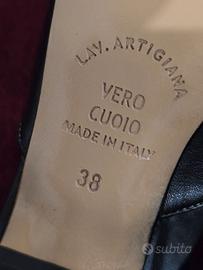 LAV. ARTIGIANA
VERO
CUOIO
MADE IN ITALY
38
subito